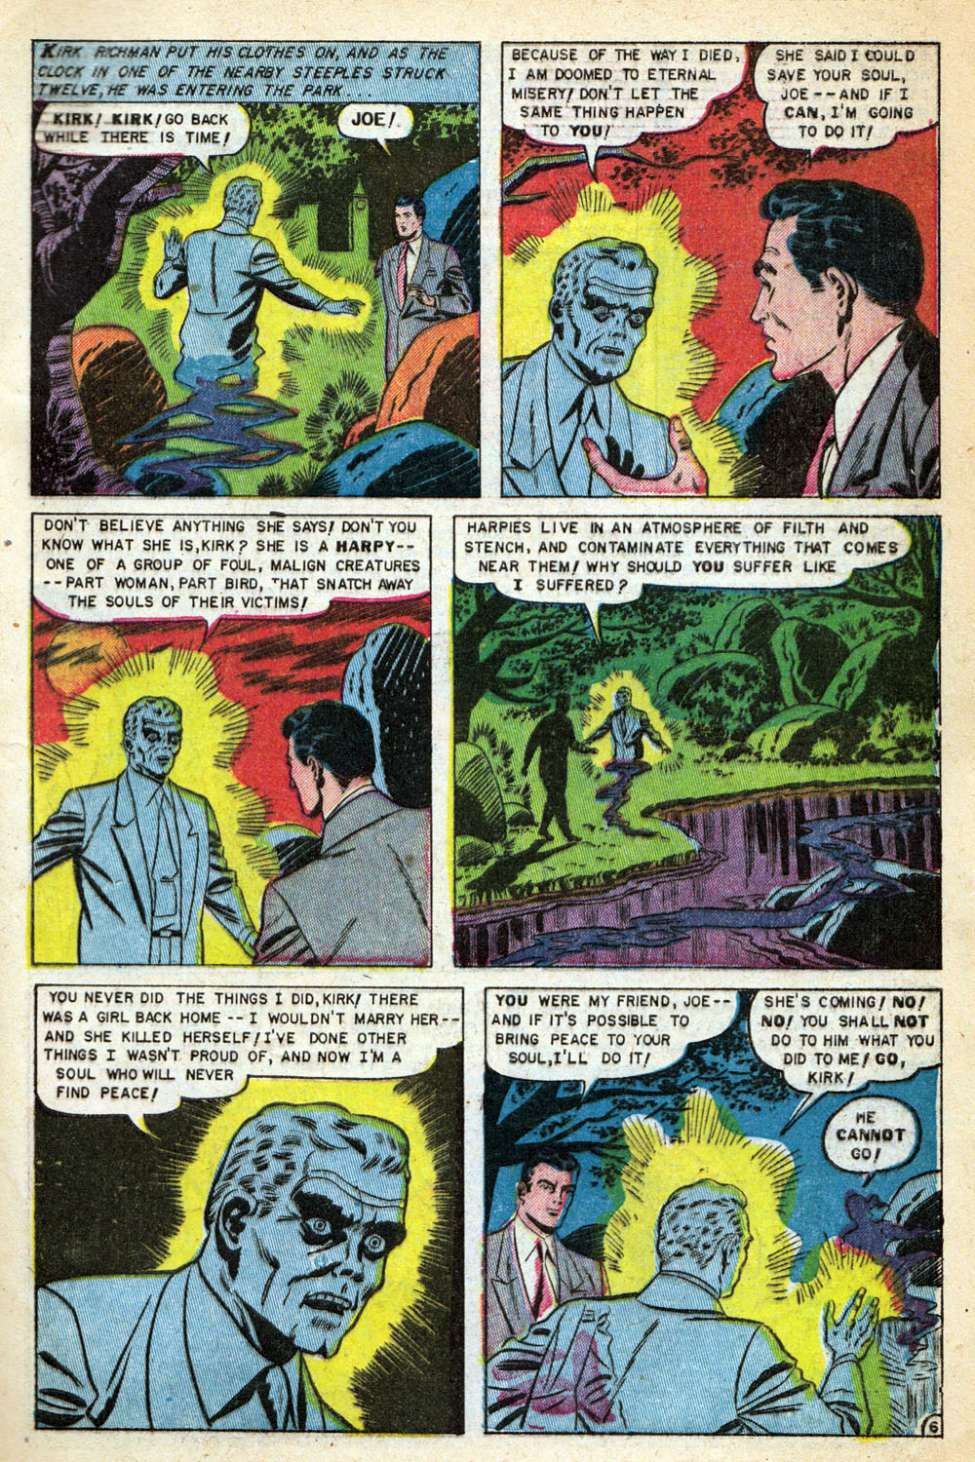 KIRK RICHMAN PUT HIS CLOTHES ON, AND AS THE
CLOCK IN ONE OF THE NEARBY STEEPLES STRUCK
TWELVE, HE WAS ENTERING THE PARK...
KIRK! KIRK! GO BACK
WHILE THERE IS TIME!
JOE!
BECAUSE OF THE WAY I DIED,
I AM DOOMED TO ETERNAL
MISERY! DON'T LET THE
SAME THING HAPPEN
TO YOU!
SHE SAID I COULD
SAVE YOUR SOUL,
JOE -- AND IF I
CAN, I'M GOING
TO DO IT!
DON'T BELIEVE ANYTHING SHE SAYS! DON'T YOU
KNOW WHAT SHE IS, KIRK? SHE IS A HARPY--
ONE OF A GROUP OF FOUL, MALIGN CREATURES
-- PART WOMAN, PART BIRD, THAT SNATCH AWAY
THE SOULS OF THEIR VICTIMS!
HARPIES LIVE IN AN ATMOSPHERE OF FILTH AND
STENCH, AND CONTAMINATE EVERYTHING THAT COMES
NEAR THEM! WHY SHOULD YOU SUFFER LIKE
I SUFFERED?
YOU NEVER DID THE THINGS I DID, KIRK! THERE
WAS A GIRL BACK HOME -- I WOULDN'T MARRY HER--
AND SHE KILLED HERSELF! I'VE DONE OTHER
THINGS I WASN'T PROUD OF, AND NOW I'M A
SOUL WHO WILL NEVER
FIND PEACE!
YOU WERE MY FRIEND, JOE--
AND IF IT'S POSSIBLE TO
BRING PEACE TO YOUR
SOUL, I'LL DO IT!
SHE'S COMING! NO!
NO! YOU SHALL NOT
DO TO HIM WHAT YOU
DID TO ME! GO,
KIRK!
HE
CANNOT
GO!
6